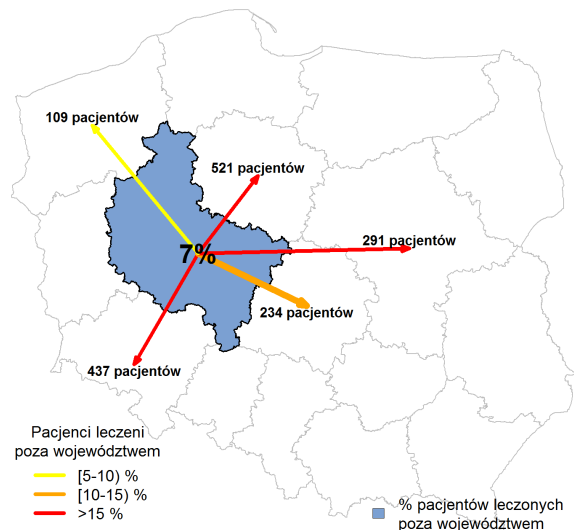 109 pacjentów
521 pacjentów
7%
291 pacjentów
234 pacjentów
437 pacjentów
Pacjenci leczeni
poza województwem
[5-10) %
[10-15) %
>15 %
% pacjentów leczonych
poza województwem